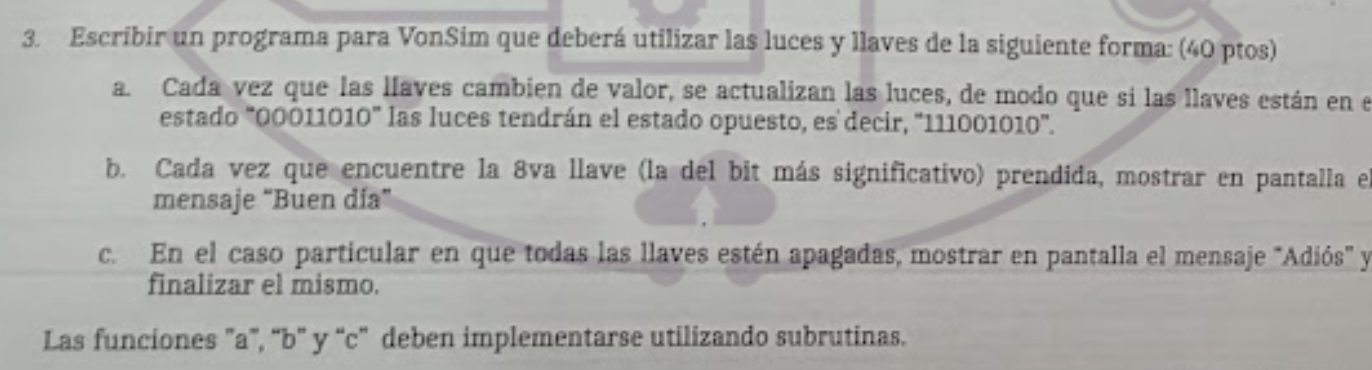 3. Escribir un programa para VonSim que deberá utilizar las luces y llaves de la siguiente forma: (40 ptos)
a. Cada vez que las llaves cambien de valor, se actualizan las luces, de modo que si las llaves están en e
estado "00011010" las luces tendrán el estado opuesto, es decir, "111001010".
b. Cada vez que encuentre la 8va llave (la del bit más significativo) prendida, mostrar en pantalla el
mensaje "Buen día"
c. En el caso particular en que todas las llaves estén apagadas, mostrar en pantalla el mensaje "Adiós" y
finalizar el mismo.
Las funciones "a", "b" y "c" deben implementarse utilizando subrutinas.